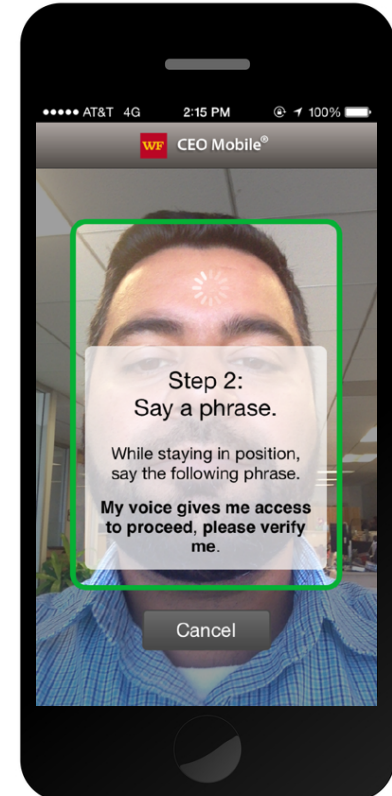 AT&T 4G 2:15 PM 100%
WF CEO Mobile®
Step 2:
Say a phrase.
While staying in position,
say the following phrase.
My voice gives me access
to proceed, please verify
me.
Cancel